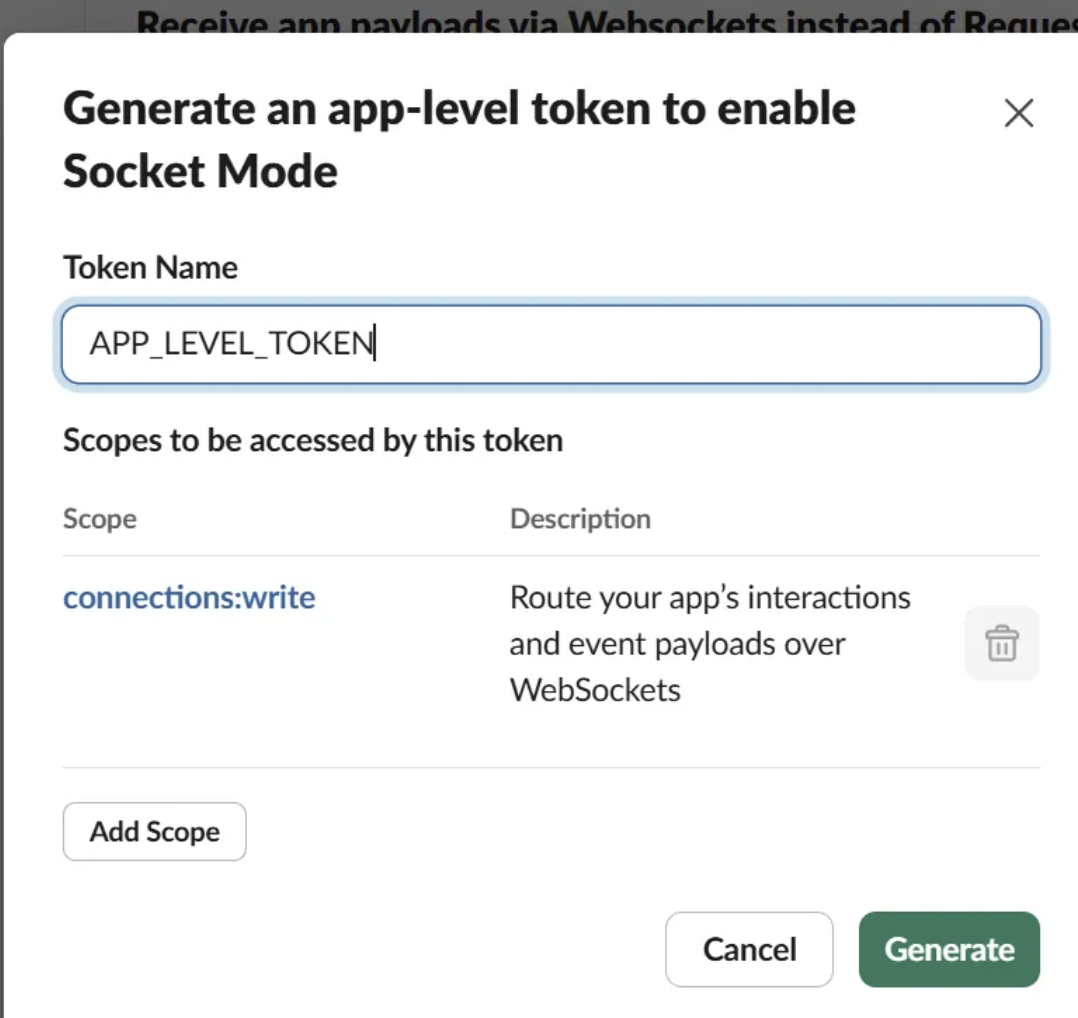 Receive app payloads via Websockets instead of
Generate an app-level token to enable
Socket Mode
Token Name
APP_LEVEL_TOKEN
Scopes to be accessed by this token
Scope
Description
connections:write
Route your app's interactions
and event payloads over
WebSockets
Add Scope
Cancel
Generate